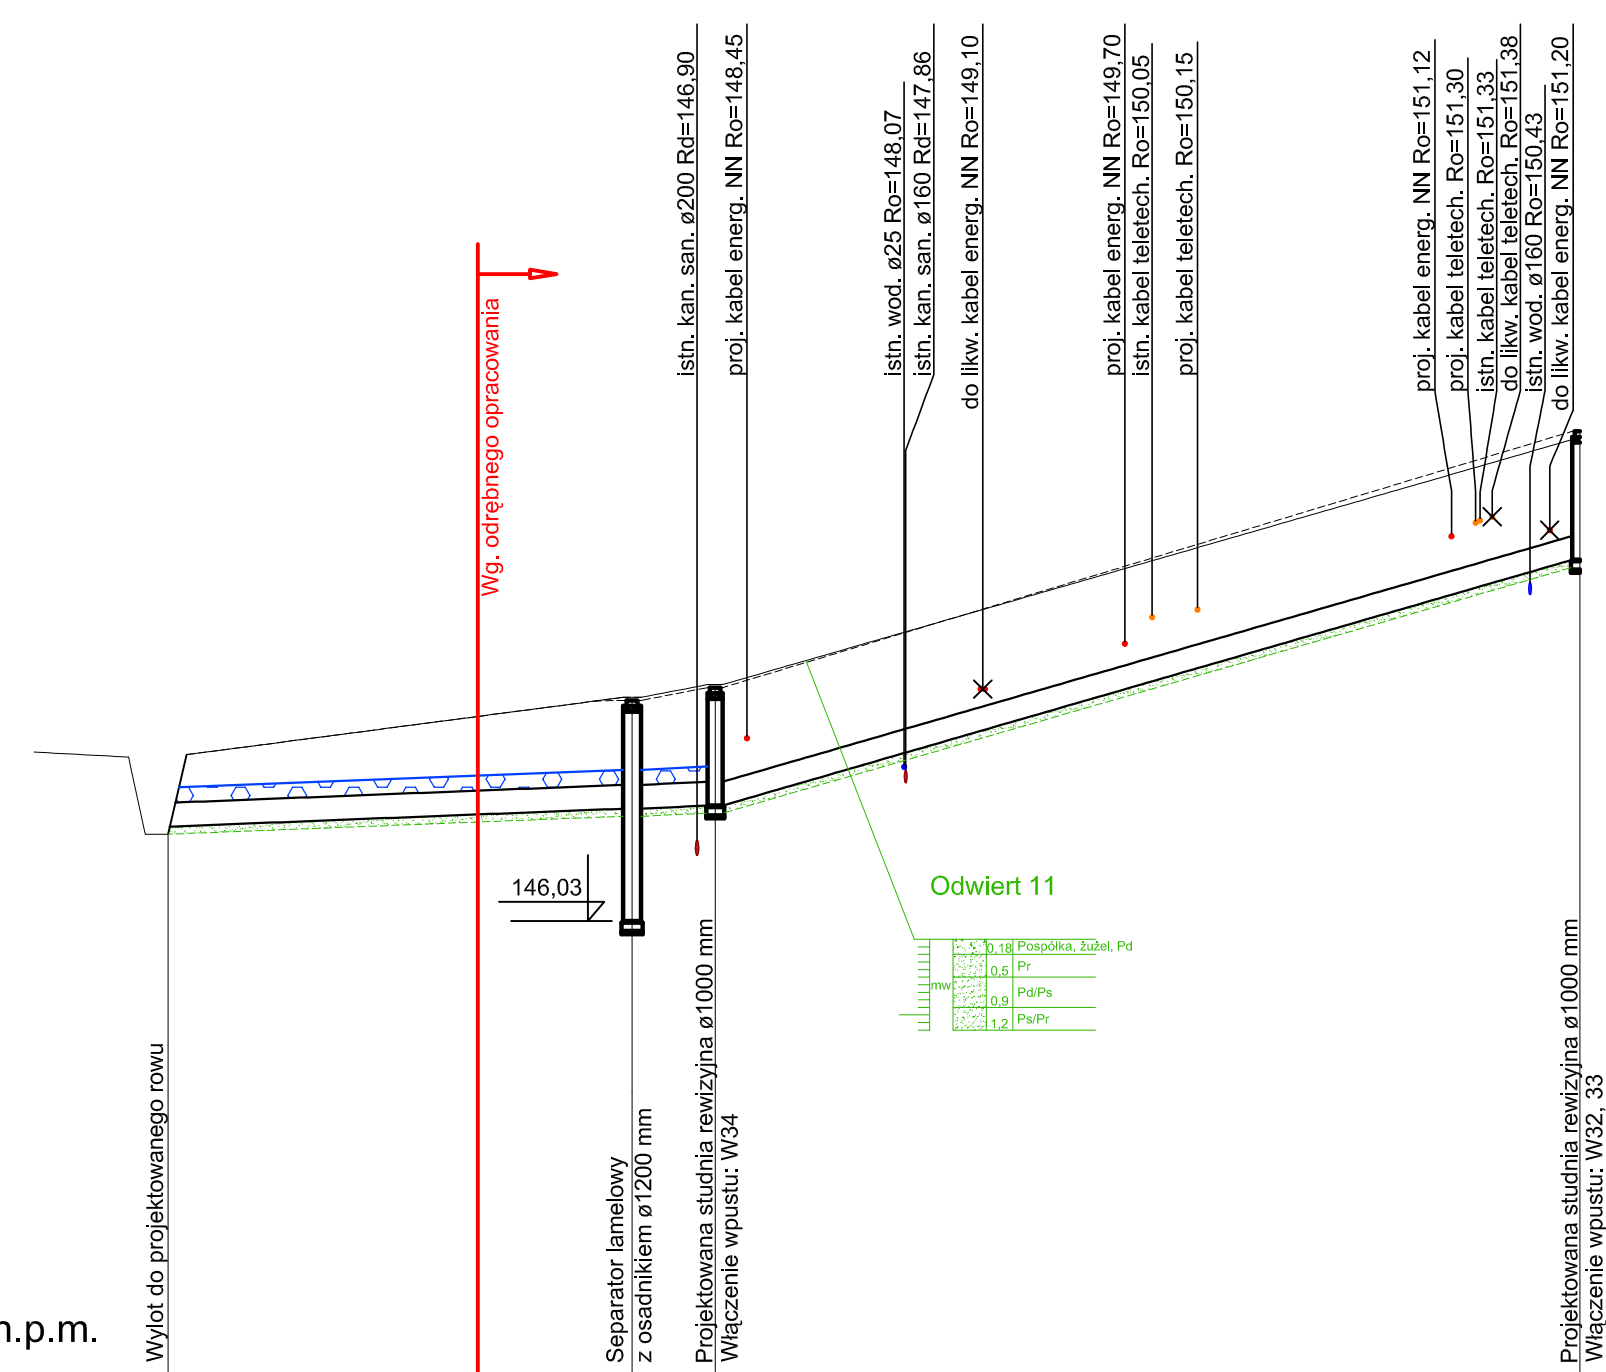 istn. kan. san. ø200 Rd=146,90
proj. kabel energ. NN Ro=148,45
istn. wod. ø25 Ro=148,07
istn. kan. san. ø160 Rd=147,86
do likw. kabel energ. NN Ro=149,10
proj. kabel energ. NN Ro=149,70
istn. kabel teletech. Ro=150,05
proj. kabel teletech. Ro=150,15
proj. kabel energ. NN Ro=151,12
proj. kabel teletech. Ro=151,30
istn. kabel teletech. Ro=151,33
do likw. kabel teletech. Ro=151,38
istn. wod. ø160 Ro=150,43
do likw. kabel energ. NN Ro=151,20
Wg. odrębnego opracowania
146,03
Odwiert 11
0,18 Pospółka, żużel, Pd
0,5 Pr
mw
0,9 Pd/Ps
1,2 Ps/Pr
Wylot do projektowanego rowu
Separator lamelowy
z osadnikiem ø1200 mm
Projektowana studnia rewizyjna ø1000 mm
Włączenie wpustu: W34
Projektowana studnia rewizyjna ø1000 mm
Włączenie wpustu: W32, 33
n.p.m.